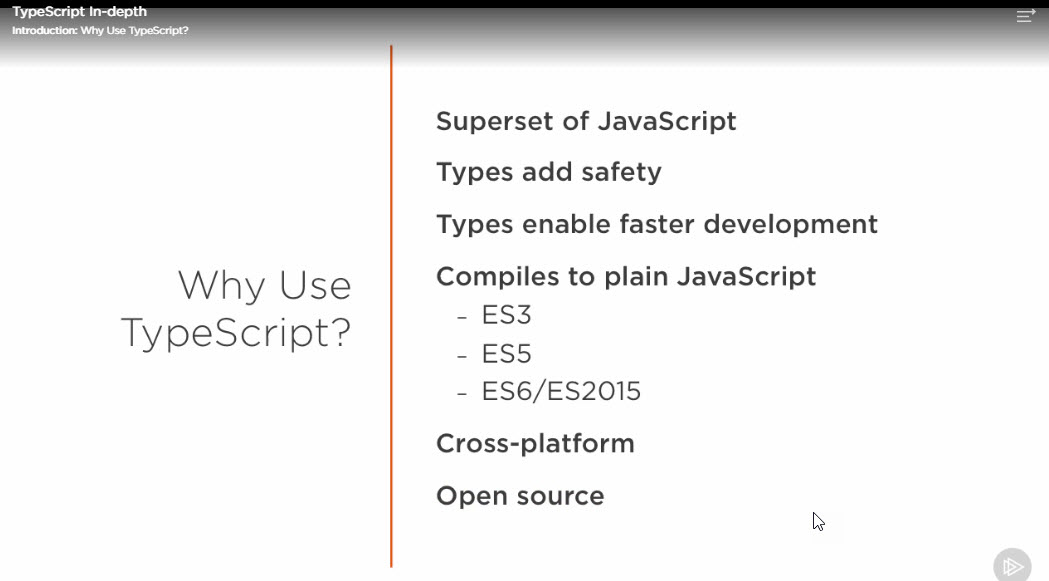 TypeScript In-depth
Introduction: Why Use TypeScript?
Why Use
TypeScript?
Superset of JavaScript
Types add safety
Types enable faster development
Compiles to plain JavaScript
– ES3
– ES5
– ES6/ES2015
Cross-platform
Open source